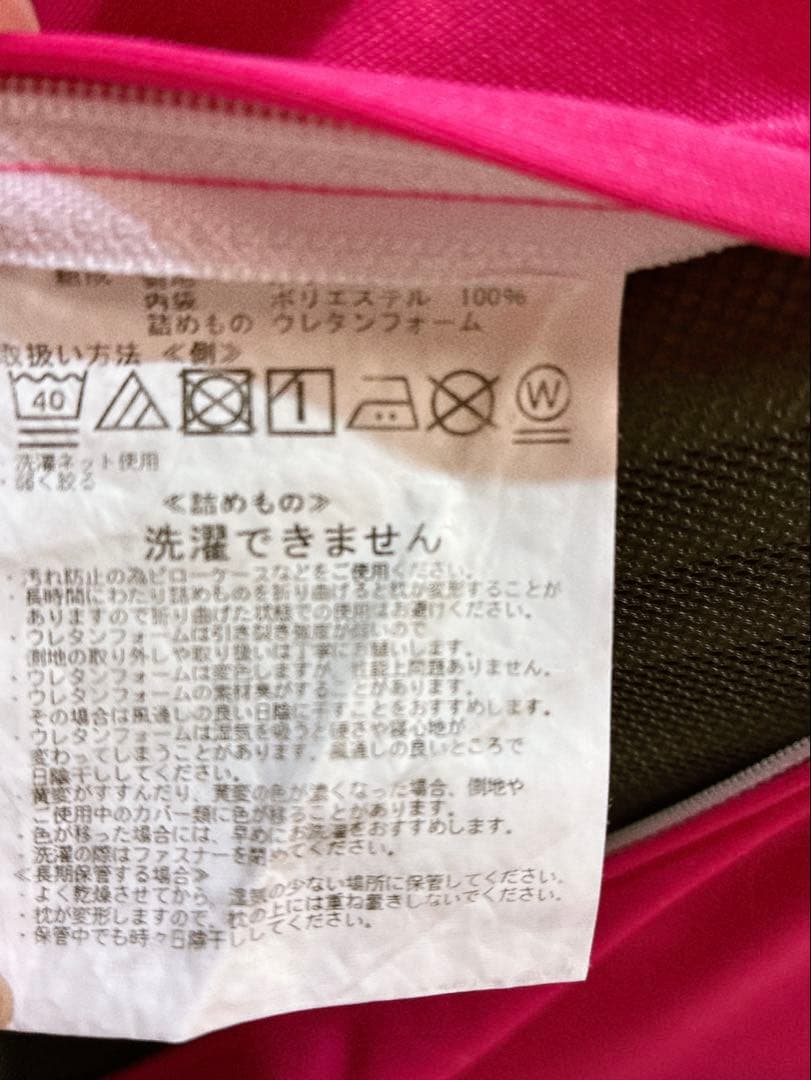 内袋 ポリエステル 100%
詰めもの ウレタンフォーム
取扱い方法 ≪側≫
40 W
・洗濯ネット使用
・弱く絞る
≪詰めもの≫
洗濯できません
・汚れ防止の為ピローケースなどをご使用ください。
・長時間にわたり詰めものを折り曲げると枕が変形することが
ありますので折り曲げた状態での使用はお避けください。
・ウレタンフォームは引き裂き強度が弱いので
側地の取り外しや取り扱いは丁寧にお願いします。
・ウレタンフォームは変色しますが、性能上問題ありません。
・ウレタンフォームの素材臭がすることがあります。
その場合は風通しの良い日陰に干すことをおすすめします。
・ウレタンフォームは湿気を吸うと硬さや寝心地が
変わってしまうことがあります。風通しの良いところで
日陰干ししてください。
・黄変がすすんだり、黄変の色が濃くなった場合、側地や
ご使用中のカバー類に色が移ることがあります。
・色が移った場合には、早めにお洗濯をおすすめします。
・洗濯の際はファスナーを閉めてください。
≪長期保管する場合≫
・よく乾燥させてから、湿気の少ない場所に保管してください。
・枕が変形しますので、枕の上には重ね置きしないでください。
・保管中でも時々日陰干ししてください。